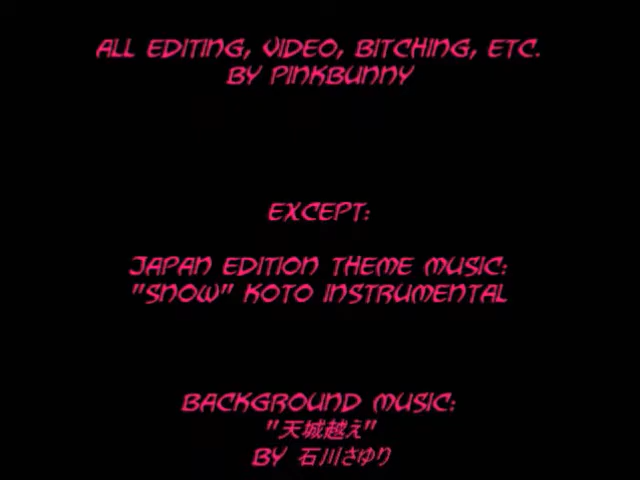 ALL EDITING, VIDEO, BITCHING, ETC.
BY PINKBUNNY
EXCEPT:
JAPAN EDITION THEME MUSIC:
"SNOW" KOTO INSTRUMENTAL
BACKGROUND MUSIC:
"天城越え"
BY 石川さゆり